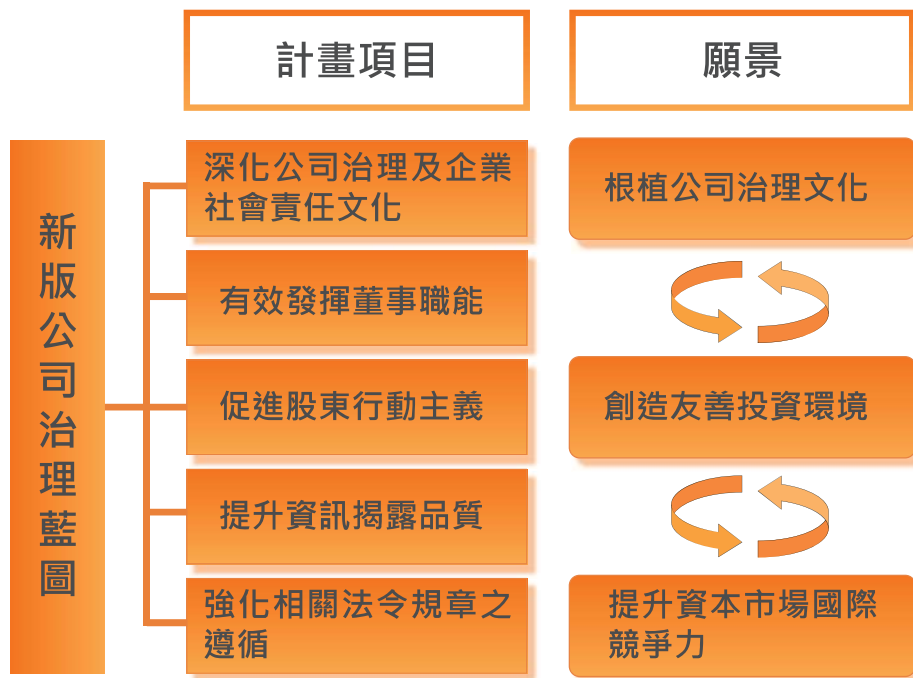 計畫項目
願景
新版公司治理藍圖
深化公司治理及企業
社會責任文化
有效發揮董事職能
促進股東行動主義
提升資訊揭露品質
強化相關法令規章之
遵循
根植公司治理文化
創造友善投資環境
提升資本市場國際
競爭力